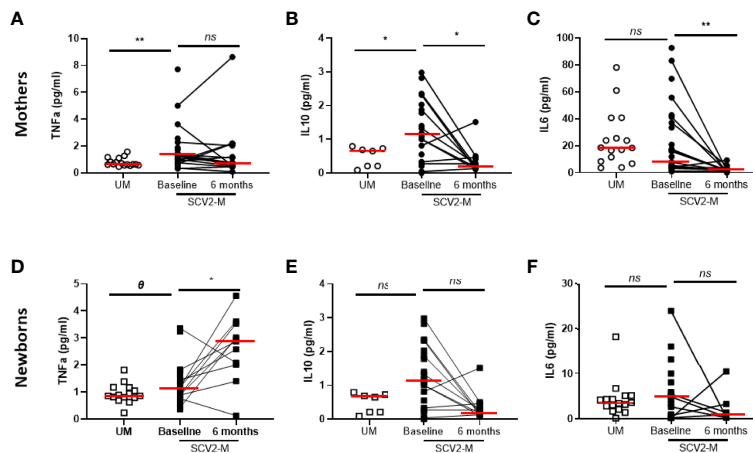 A
B
C
Mothers
TNFa (pg/ml)
10
8
6
4
2
0
**
ns
UM
Baseline
6 months
SCV2-M
IL10 (pg/ml)
4
3
2
1
0
*
*
UM
Baseline
6 months
SCV2-M
IL6 (pg/ml)
100
80
60
40
20
0
ns
**
UM
Baseline
6 months
SCV2-M
D
E
F
Newborns
TNFa (pg/ml)
5
4
3
2
1
0
θ
*
UM
Baseline
6 months
SCV2-M
IL10 (pg/ml)
4
3
2
1
0
ns
ns
UM
Baseline
6 months
SCV2-M
IL6 (pg/ml)
30
20
10
0
ns
ns
UM
Baseline
6 months
SCV2-M